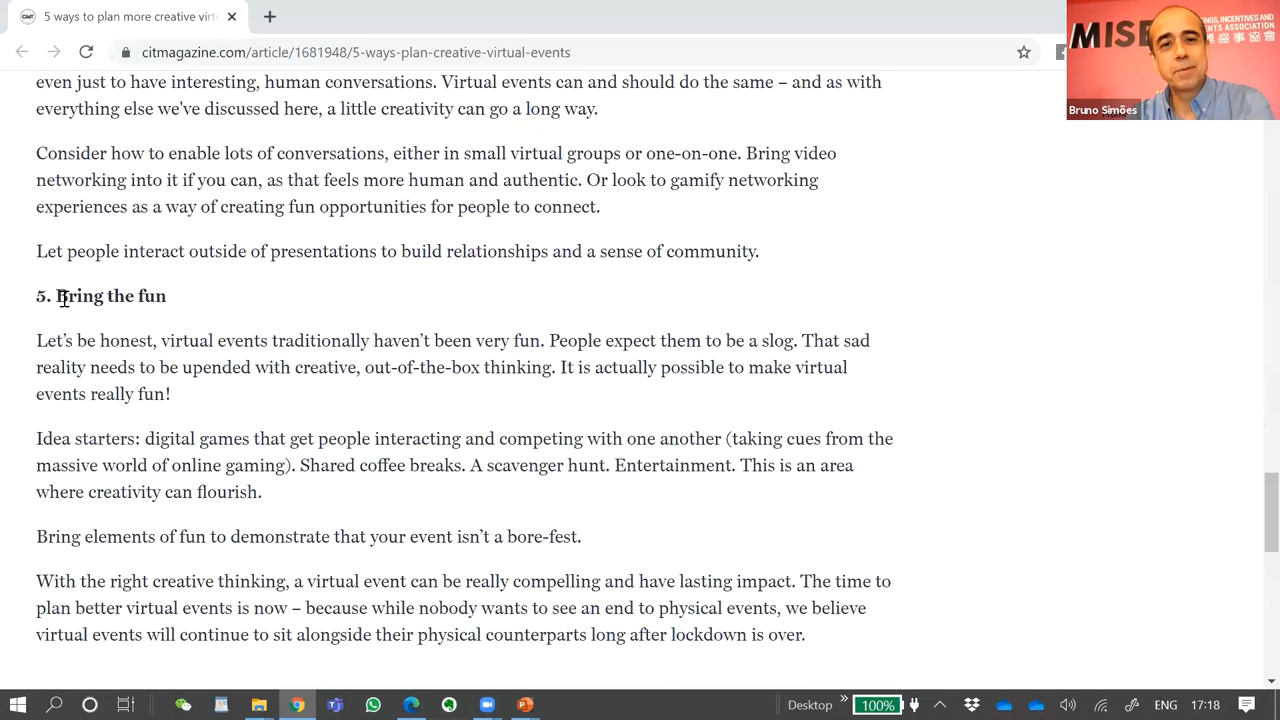 5 ways to plan more creative virt
citmagazine.com/article/1681948/5-ways-plan-creative-virtual-events
MISE
INGS, INCENTIVES AND
ENTS ASSOCIATION
獎盛事協會
Bruno Simões
even just to have interesting, human conversations. Virtual events can and should do the same – and as with
everything else we've discussed here, a little creativity can go a long way.
Consider how to enable lots of conversations, either in small virtual groups or one-on-one. Bring video
networking into it if you can, as that feels more human and authentic. Or look to gamify networking
experiences as a way of creating fun opportunities for people to connect.
Let people interact outside of presentations to build relationships and a sense of community.
5. Bring the fun
Let’s be honest, virtual events traditionally haven’t been very fun. People expect them to be a slog. That sad
reality needs to be upended with creative, out-of-the-box thinking. It is actually possible to make virtual
events really fun!
Idea starters: digital games that get people interacting and competing with one another (taking cues from the
massive world of online gaming). Shared coffee breaks. A scavenger hunt. Entertainment. This is an area
where creativity can flourish.
Bring elements of fun to demonstrate that your event isn’t a bore-fest.
With the right creative thinking, a virtual event can be really compelling and have lasting impact. The time to
plan better virtual events is now – because while nobody wants to see an end to physical events, we believe
virtual events will continue to sit alongside their physical counterparts long after lockdown is over.
Desktop » 100% ENG 17:18